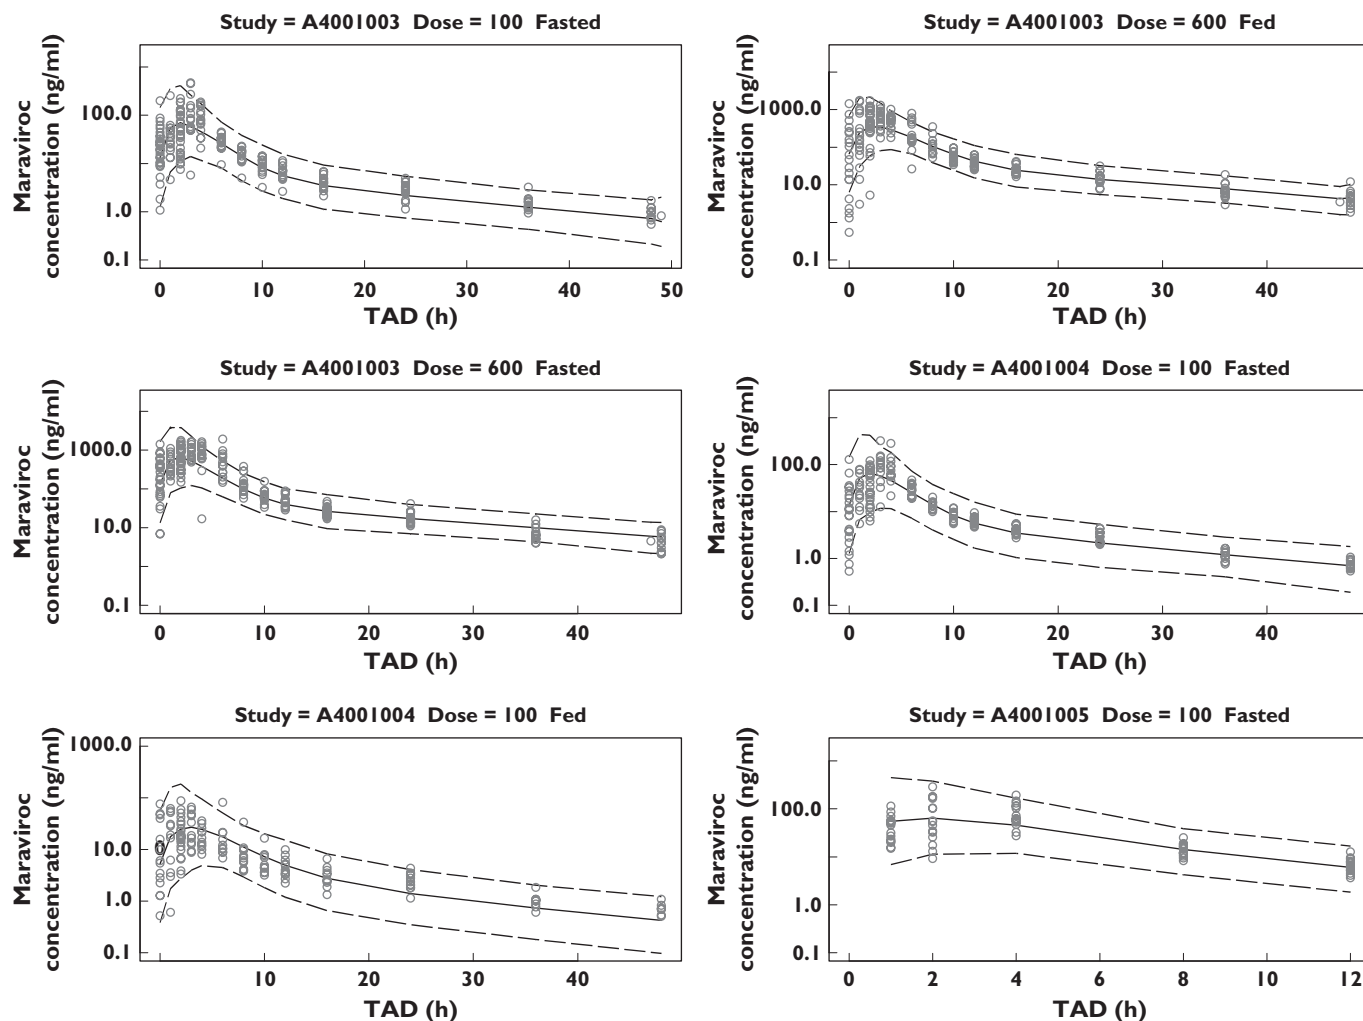 Study = A4001003 Dose = 100 Fasted
Maraviroc
concentration (ng/ml)
100.0
1.0
0.1
0 10 20 30 40 50
TAD (h)
Study = A4001003 Dose = 600 Fed
Maraviroc
concentration (ng/ml)
1000.0
10.0
0.1
0 10 20 30 40
TAD (h)
Study = A4001003 Dose = 600 Fasted
Maraviroc
concentration (ng/ml)
1000.0
10.0
0.1
0 10 20 30 40
TAD (h)
Study = A4001004 Dose = 100 Fasted
Maraviroc
concentration (ng/ml)
100.0
1.0
0.1
0 10 20 30 40
TAD (h)
Study = A4001004 Dose = 100 Fed
Maraviroc
concentration (ng/ml)
1000.0
10.0
1.0
0.1
0
10 20 30 40
TAD (h)
Study = A4001005 Dose = 100 Fasted
Maraviroc
concentration (ng/ml)
100.0
1.0
0.1
0 2 4 6 8 12
TAD (h)